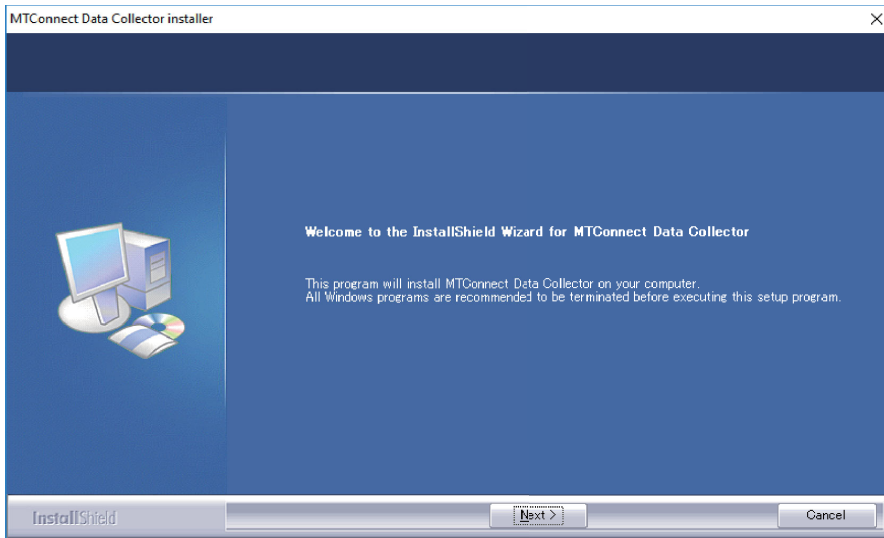 MTConnect Data Collector installer
Welcome to the InstallShield Wizard for MTConnect Data Collector
This program will install MTConnect Data Collector on your computer.
All Windows programs are recommended to be terminated before executing this setup program.
InstallShield
Next >
Cancel